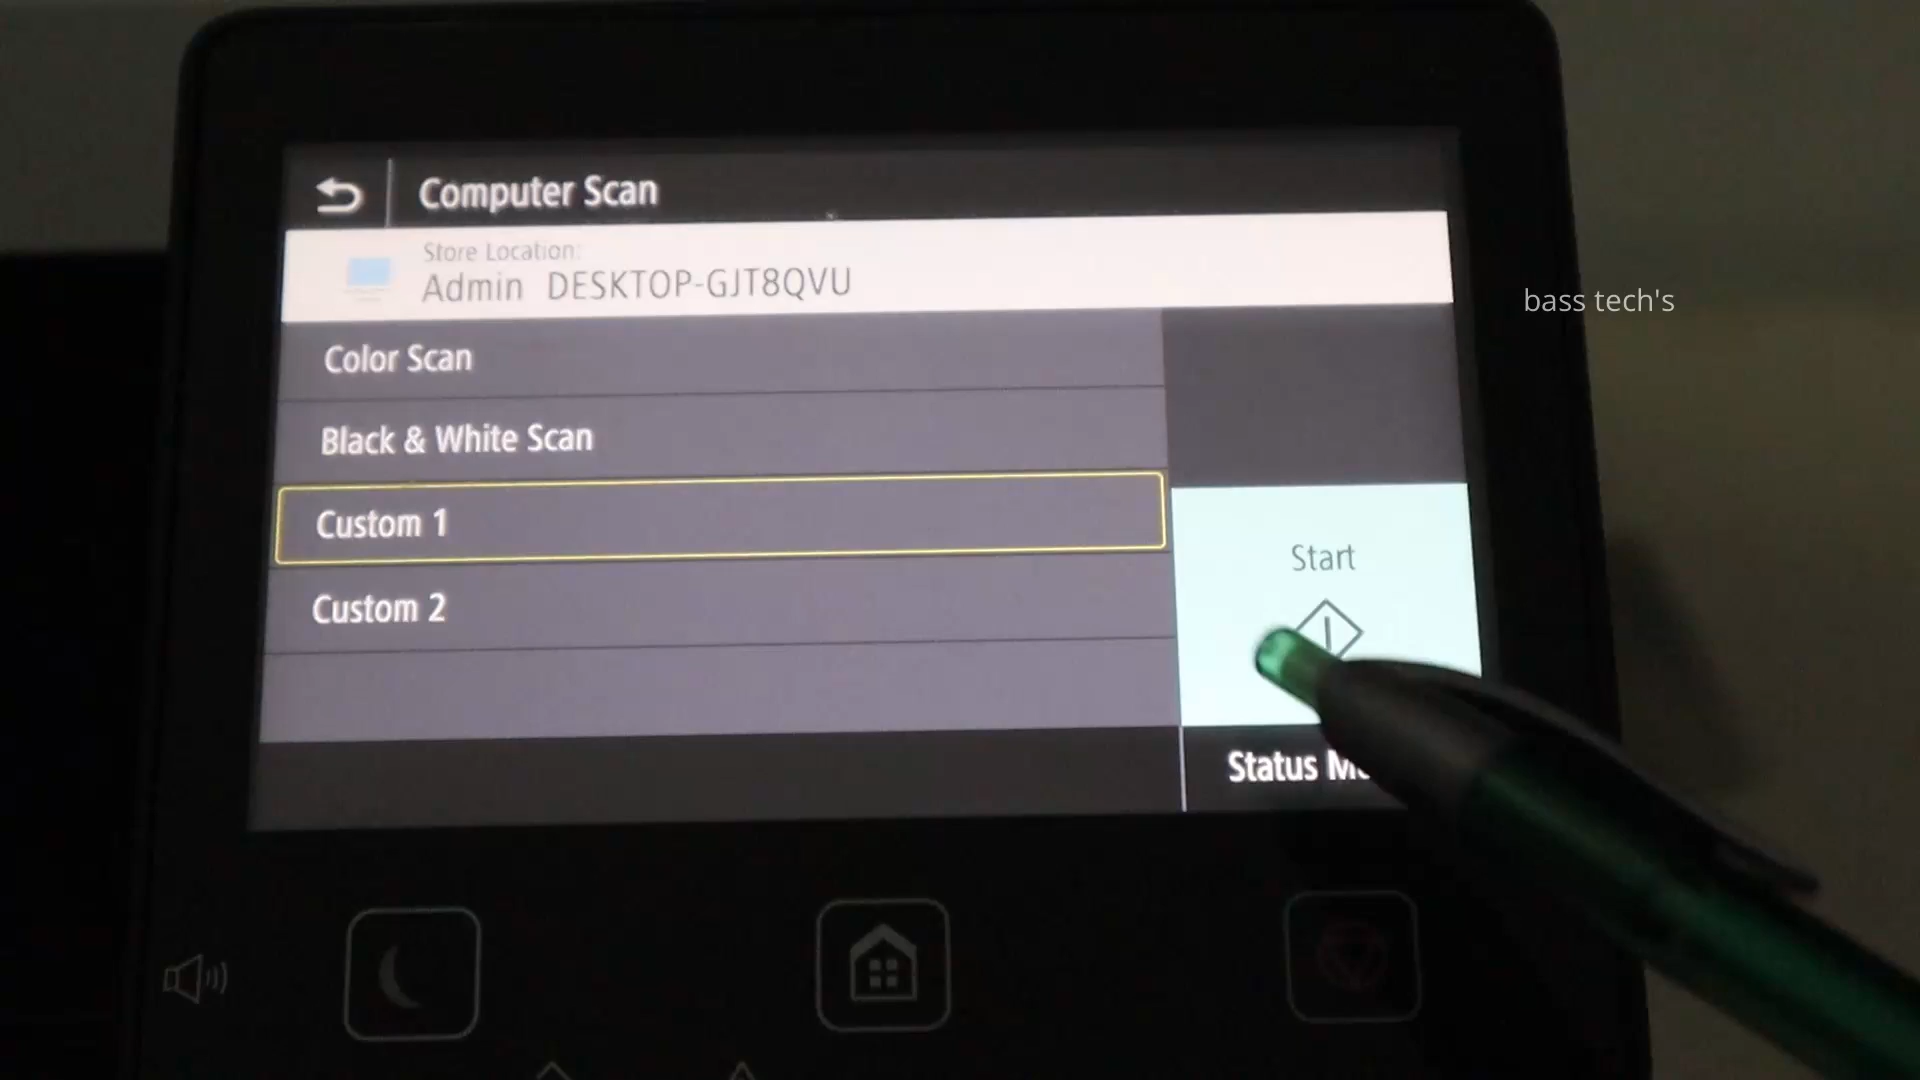 Computer Scan
Store Location:
Admin DESKTOP-GJT8QVU
bass tech's
Color Scan
Black & White Scan
Custom 1
Start
Custom 2
Status